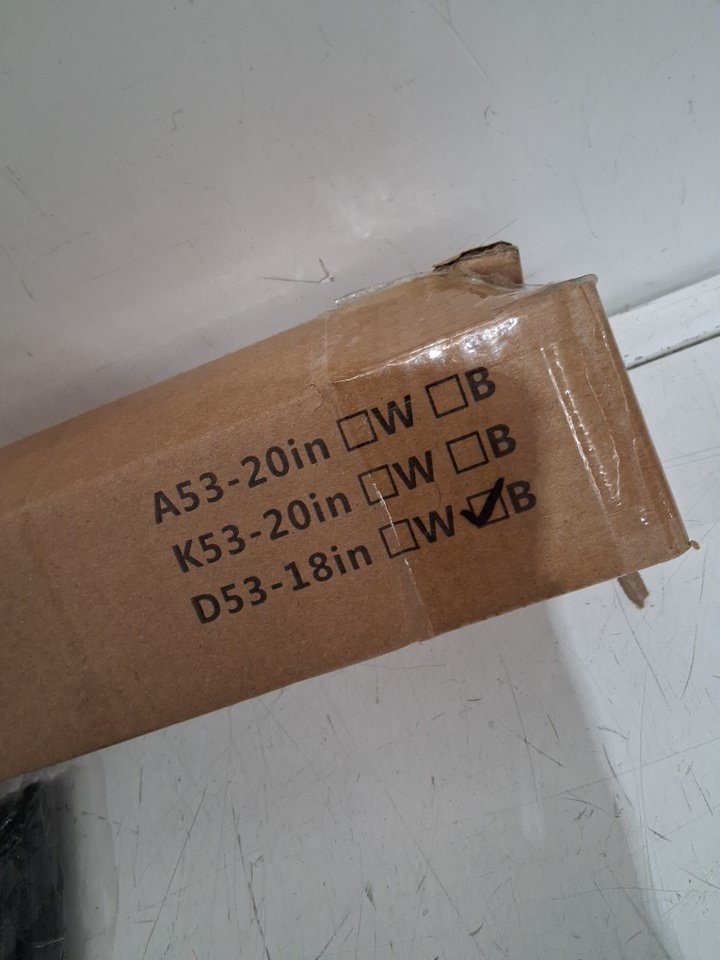 A53-20in □W □B
K53-20in □W □B
D53-18in □W ☑B